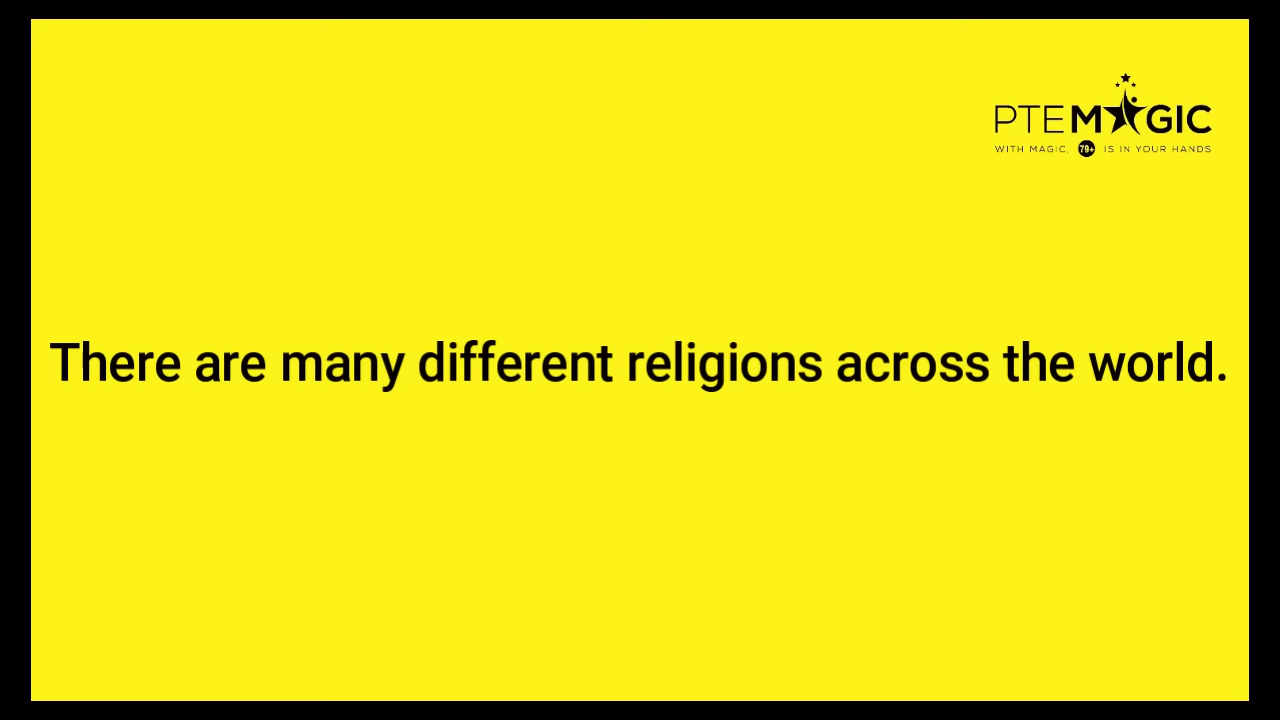 PTEMAGIC
WITH MAGIC, 79+ IS IN YOUR HANDS
There are many different religions across the world.